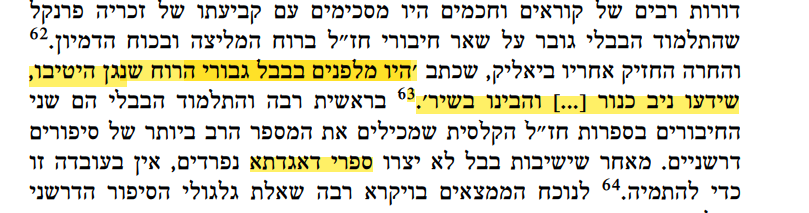 דורות רבים של קוראים וחכמים היו מסכימים עם קביעתו של זכריה פרנקל
שהתלמוד הבבלי גובר על שאר חיבורי חז״ל ברוח המליצה ובכוח הדמיון.62
והחרה החזיק אחריו ביאליק, שכתב ׳היו מלפנים בבבל גבורי הרוח שנגן היטיבו,
שידעו ניב כנור [...] והבינו בשיר׳.63 בראשית רבה והתלמוד הבבלי הם שני
החיבורים בספרות חז״ל הקלסית שמכילים את המספר הרב ביותר של סיפורים
דרשניים. מאחר שישיבות בבל לא יצרו ספרי דאגדתא נפרדים, אין בעובדה זו
כדי להתמיה.64 לנוכח הממצאים בויקרא רבה שאלת גלגולי הסיפור הדרשני